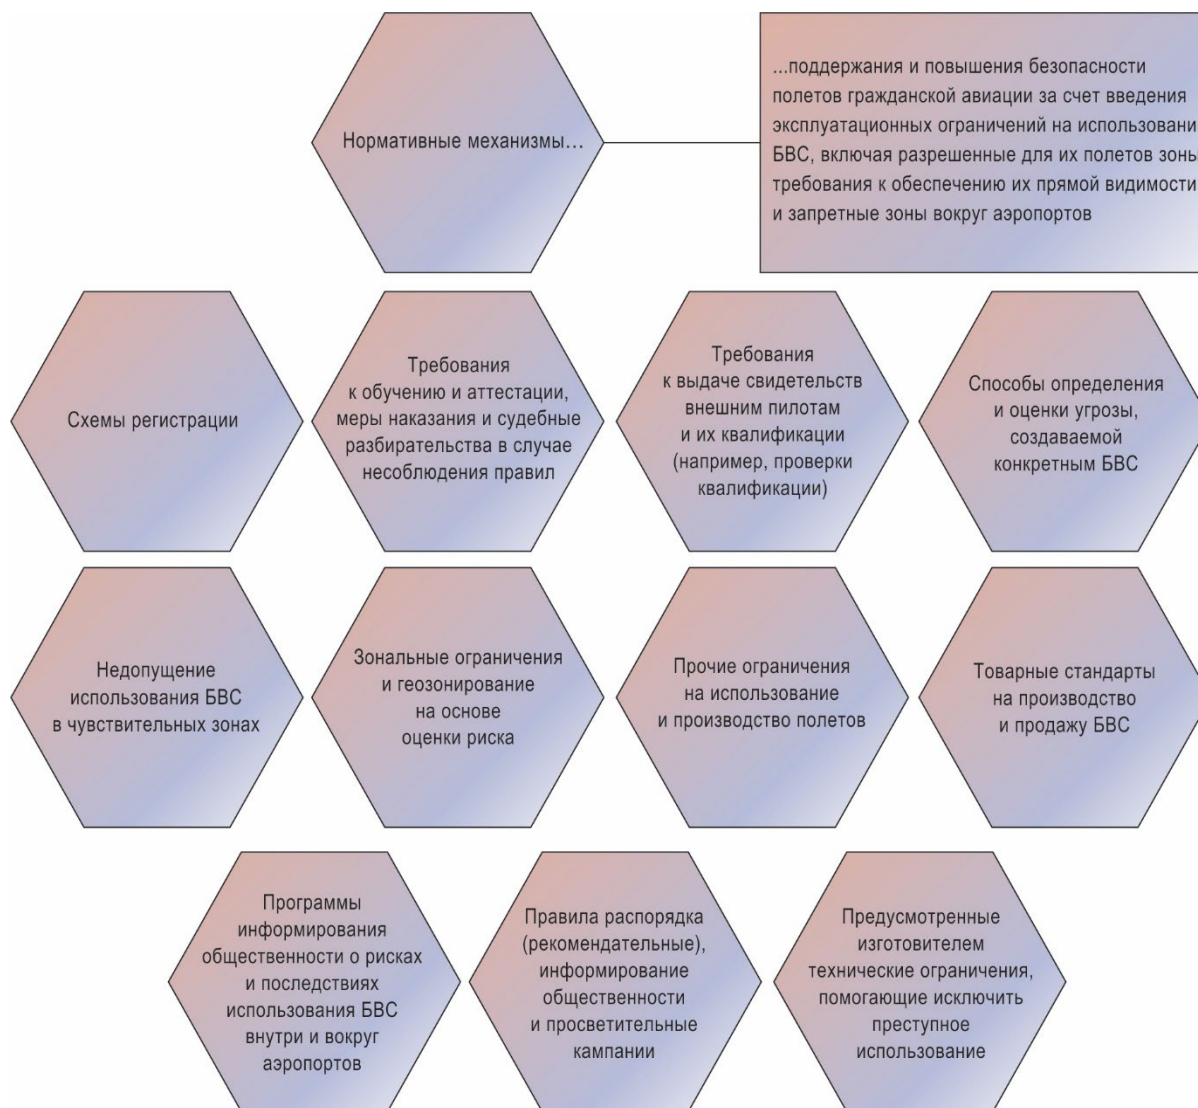 Нормативные механизмы...
...поддержания и повышения безопасности
полетов гражданской авиации за счет введения
эксплуатационных ограничений на использовани
БВС, включая разрешенные для их полетов зоны
требования к обеспечению их прямой видимости
и запретные зоны вокруг аэропортов
Схемы регистрации
Требования
к обучению и аттестации,
меры наказания и судебные
разбирательства в случае
несоблюдения правил
Требования
к выдаче свидетельств
внешним пилотам
и их квалификации
(например, проверки
квалификации)
Способы определения
и оценки угрозы,
создаваемой
конкретным БВС
Недопущение
использования БВС
в чувствительных зонах
Зональные ограничения
и геозонирование
на основе
оценки риска
Прочие ограничения
на использование
и производство полетов
Товарные стандарты
на производство
и продажу БВС
Программы
информирования
общественности о рисках
и последствиях
использования БВС
внутри и вокруг
аэропортов
Правила распорядка
(рекомендательные),
информирование
общественности
и просветительные
кампании
Предусмотренные
изготовителем
технические ограничения,
помогающие исключить
преступное
использование